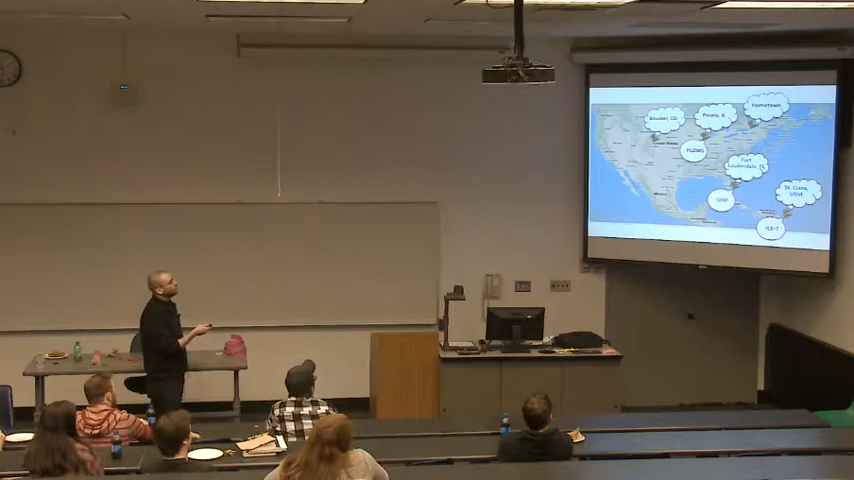 Hometown
Boulder, CO
Peoria, IL
PLOWS
Fort
Lauderdale, FL
St. Croix,
USVI
GRIP
ICE-T